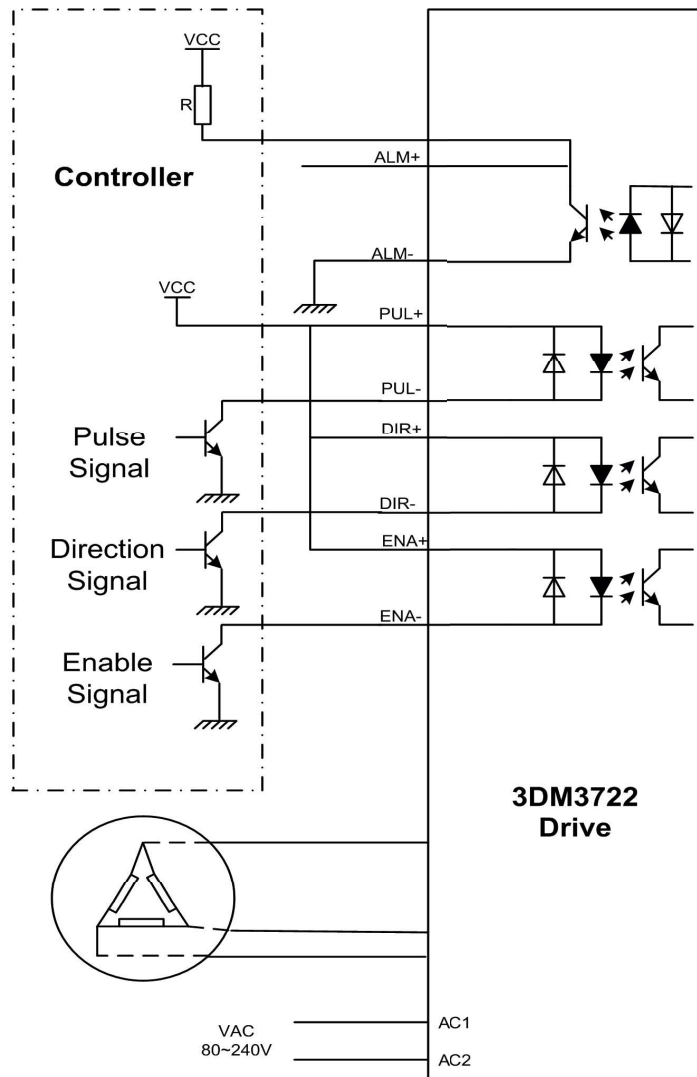 VCC
R
ALM+
Controller
ALM-
VCC
PUL+
PUL-
Pulse
Signal
DIR+
DIR-
Direction
Signal
ENA+
ENA-
Enable
Signal
3DM3722
Drive
VAC
80~240V
AC1
AC2